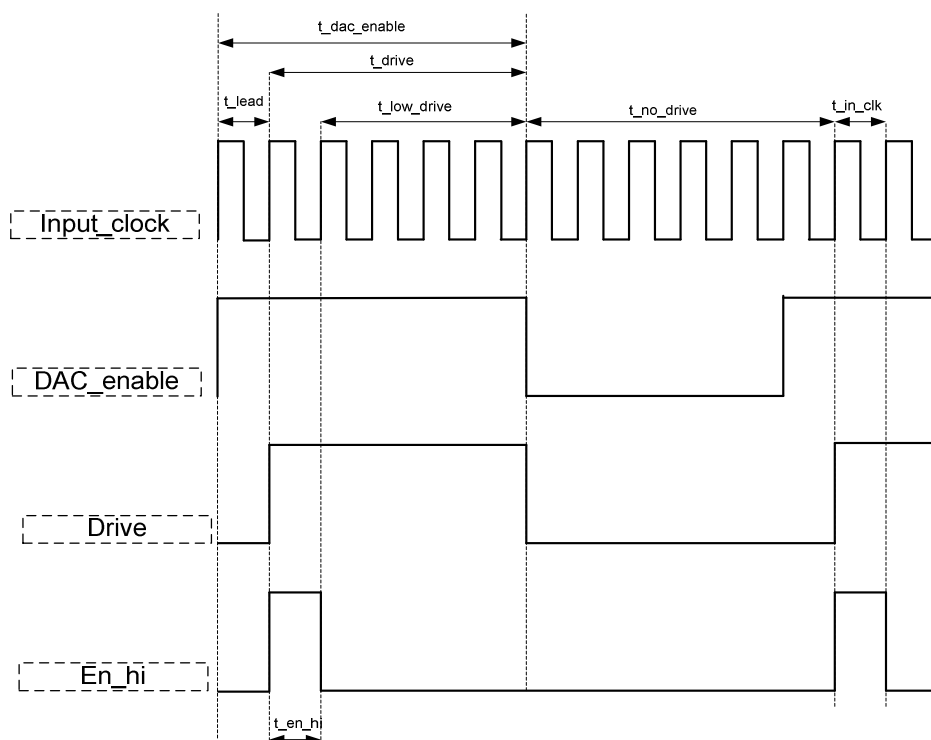 t_dac_enable
t_drive
t_lead
t_low_drive
t_no_drive
t_in_clk
Input_clock
DAC_enable
Drive
En_hi
t_en_hi